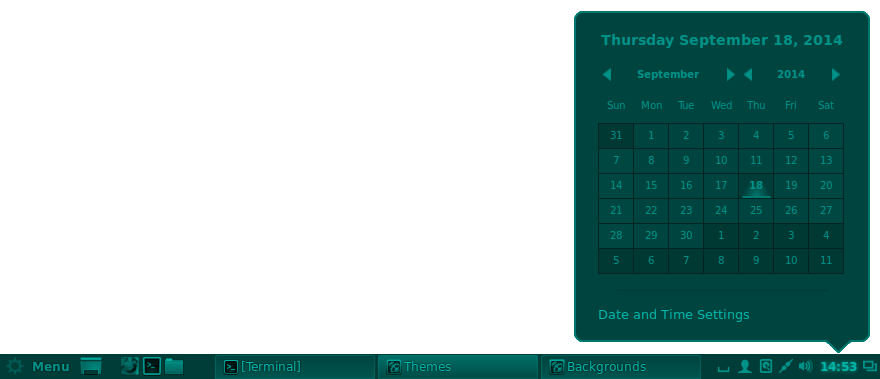 Thursday September 18, 2014
September 2014
Sun Mon Tue Wed Thu Fri Sat
31 1 2 3 4 5 6
7 8 9 10 11 12 13
14 15 16 17 18 19 20
21 22 23 24 25 26 27
28 29 30 1 2 3 4
5 6 7 8 9 10 11
Date and Time Settings
Menu [Terminal] Themes Backgrounds 14:53